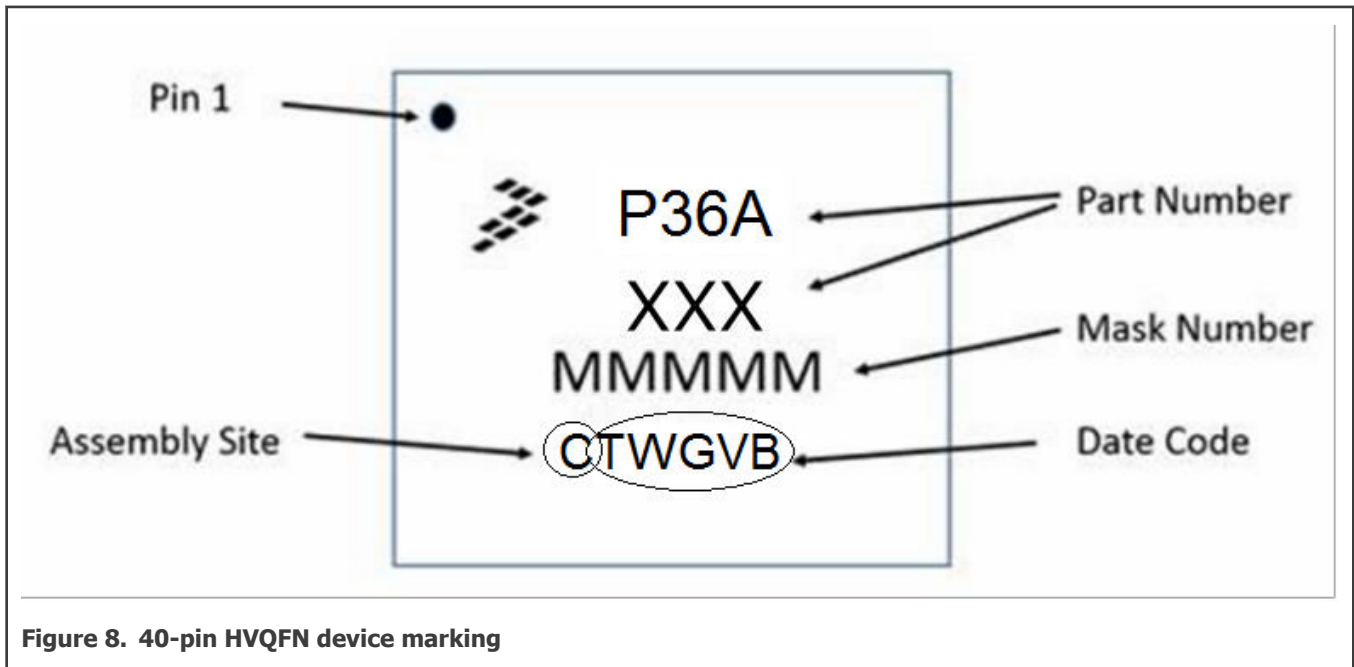 Pin 1
P36A
Part Number
XXX
MMMMM
Mask Number
Assembly Site
CTWGVB
Date Code
Figure 8. 40-pin HVQFN device marking